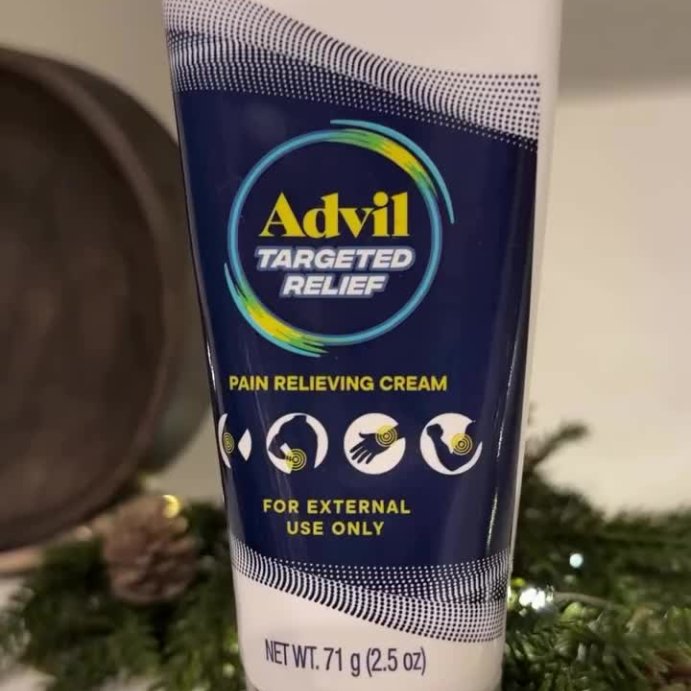 Advil
TARGETED
RELIEF
PAIN RELIEVING CREAM
FOR EXTERNAL
USE ONLY
NET WT. 71 g (2.5 oz)